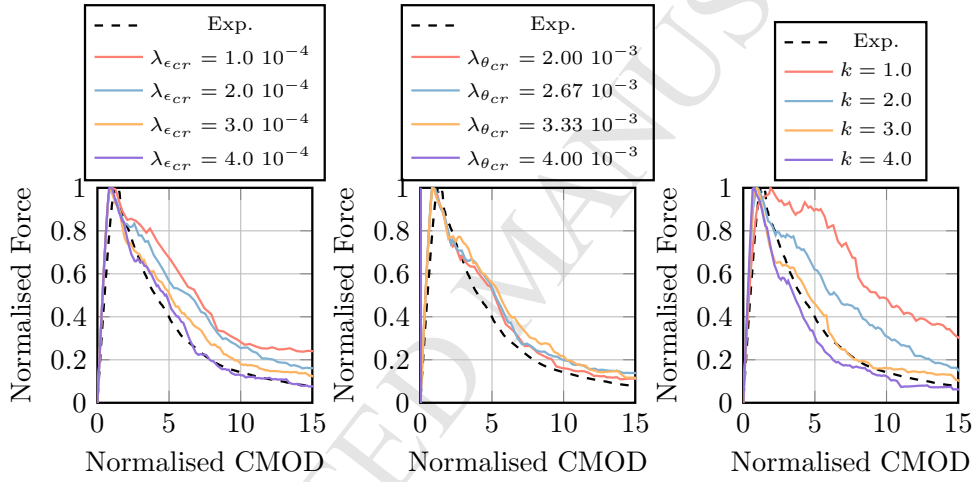 Exp.
λ_{ϵ_{cr}} = 1.0 10^{-4}
λ_{ϵ_{cr}} = 2.0 10^{-4}
λ_{ϵ_{cr}} = 3.0 10^{-4}
λ_{ϵ_{cr}} = 4.0 10^{-4}
1
0.8
0.6
0.4
0.2
0
0 5 10 15
Normalised Force
Normalised CMOD
Exp.
λ_{θ_{cr}} = 2.00 10^{-3}
λ_{θ_{cr}} = 2.67 10^{-3}
λ_{θ_{cr}} = 3.33 10^{-3}
λ_{θ_{cr}} = 4.00 10^{-3}
1
0.8
0.6
0.4
0.2
0
0 5 10 15
Normalised Force
Normalised CMOD
Exp.
k = 1.0
k = 2.0
k = 3.0
k = 4.0
1
0.8
0.6
0.4
0.2
0
0 5 10 15
Normalised Force
Normalised CMOD
ED MANUS